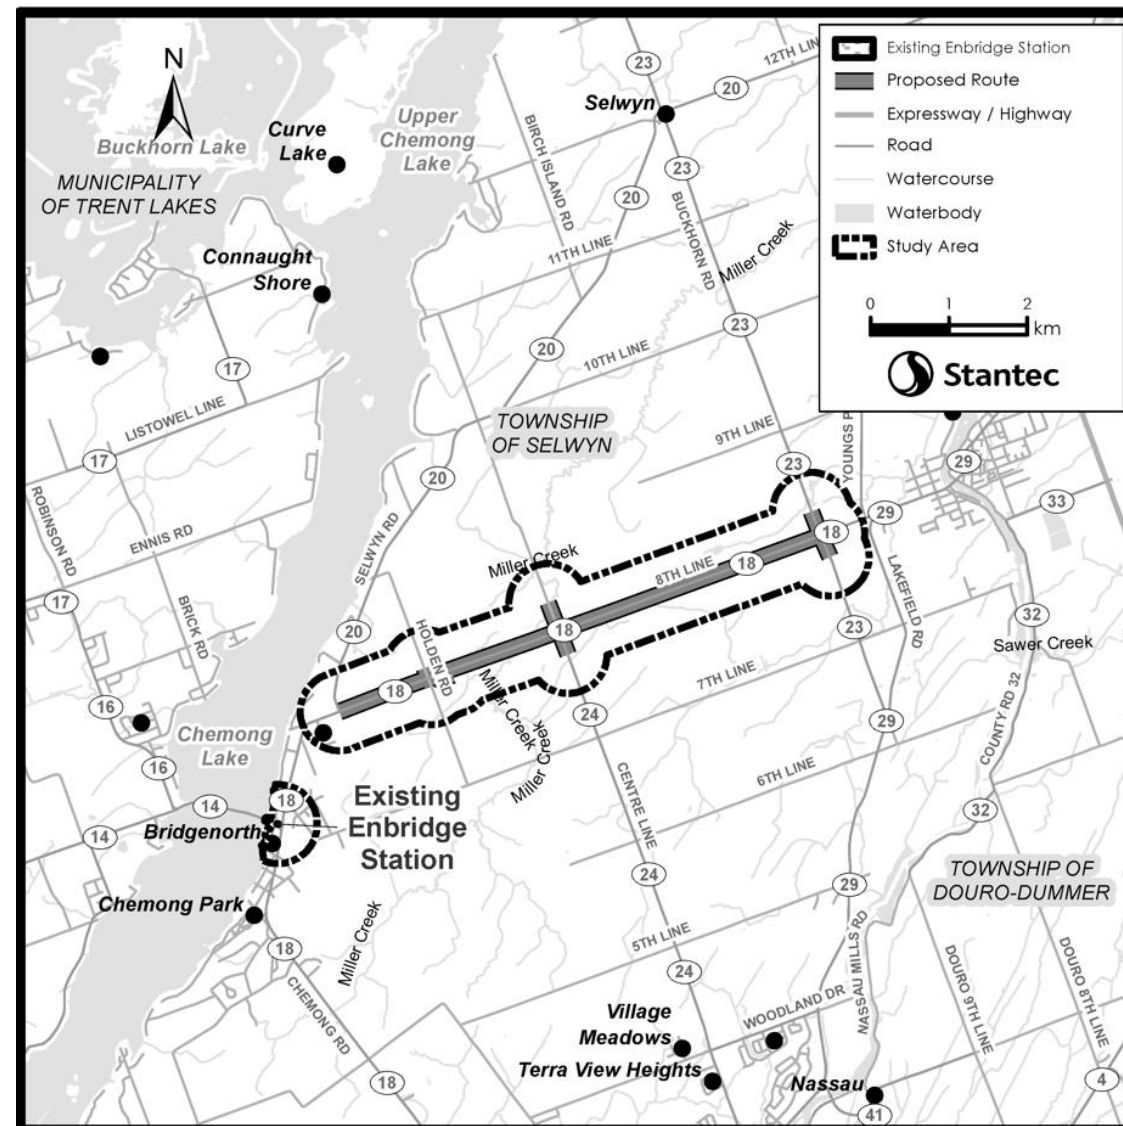 N
Buckhorn Lake
Curve
Lake
Upper
Chemong
Lake
MUNICIPALITY
OF TRENT LAKES
Connaught
Shore
Selwyn
23
20
12TH LIN
23
20
BIRCH ISLAND RD
BUCKHORN RD
11TH LINE
Miller Creek
23
20
10TH LINE
17
LISTOWEL LINE
17
TOWNSHIP
OF SELWYN
9TH LINE
YOUNGS P
20
23
29
33
ROBINSON RD
ENNIS RD
SELWYN RD
29
18
Miller Creek
8TH LINE
18
LAKEFIELD RD
17
BRICK RD
20
HOLDEN RD
18
23
32
Sawer Creek
18
7TH LINE
Miller Creek
Miller Creek
Miller Creek
16
24
29
COUNTY RD 32
Chemong
Lake
16
CENTRE LINE
6TH LINE
18
14
14
Bridgenorth
Existing
Enbridge
Station
32
TOWNSHIP OF
DOURO-DUMMER
24
29
Chemong Park
18
Miller Creek
5TH LINE
24
NASSAU MILLS RD
DOURO 9TH LINE
DOURO 8TH LINE
CHEMONG RD
Village
Meadows
WOODLAND DR
Terra View Heights
Nassau
18
4
41
Existing Enbridge Station
Proposed Route
Expressway / Highway
Road
Watercourse
Waterbody
Study Area
0 1 2
km
Stantec